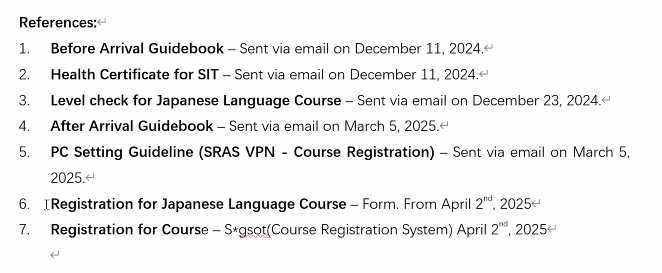 References:
1. Before Arrival Guidebook – Sent via email on December 11, 2024.
2. Health Certificate for SIT – Sent via email on December 11, 2024.
3. Level check for Japanese Language Course – Sent via email on December 23, 2024.
4. After Arrival Guidebook – Sent via email on March 5, 2025.
5. PC Setting Guideline (SRAS VPN - Course Registration) – Sent via email on March 5,
2025.
6. Registration for Japanese Language Course – Form. From April 2nd, 2025
7. Registration for Course – S*gsot(Course Registration System) April 2nd, 2025